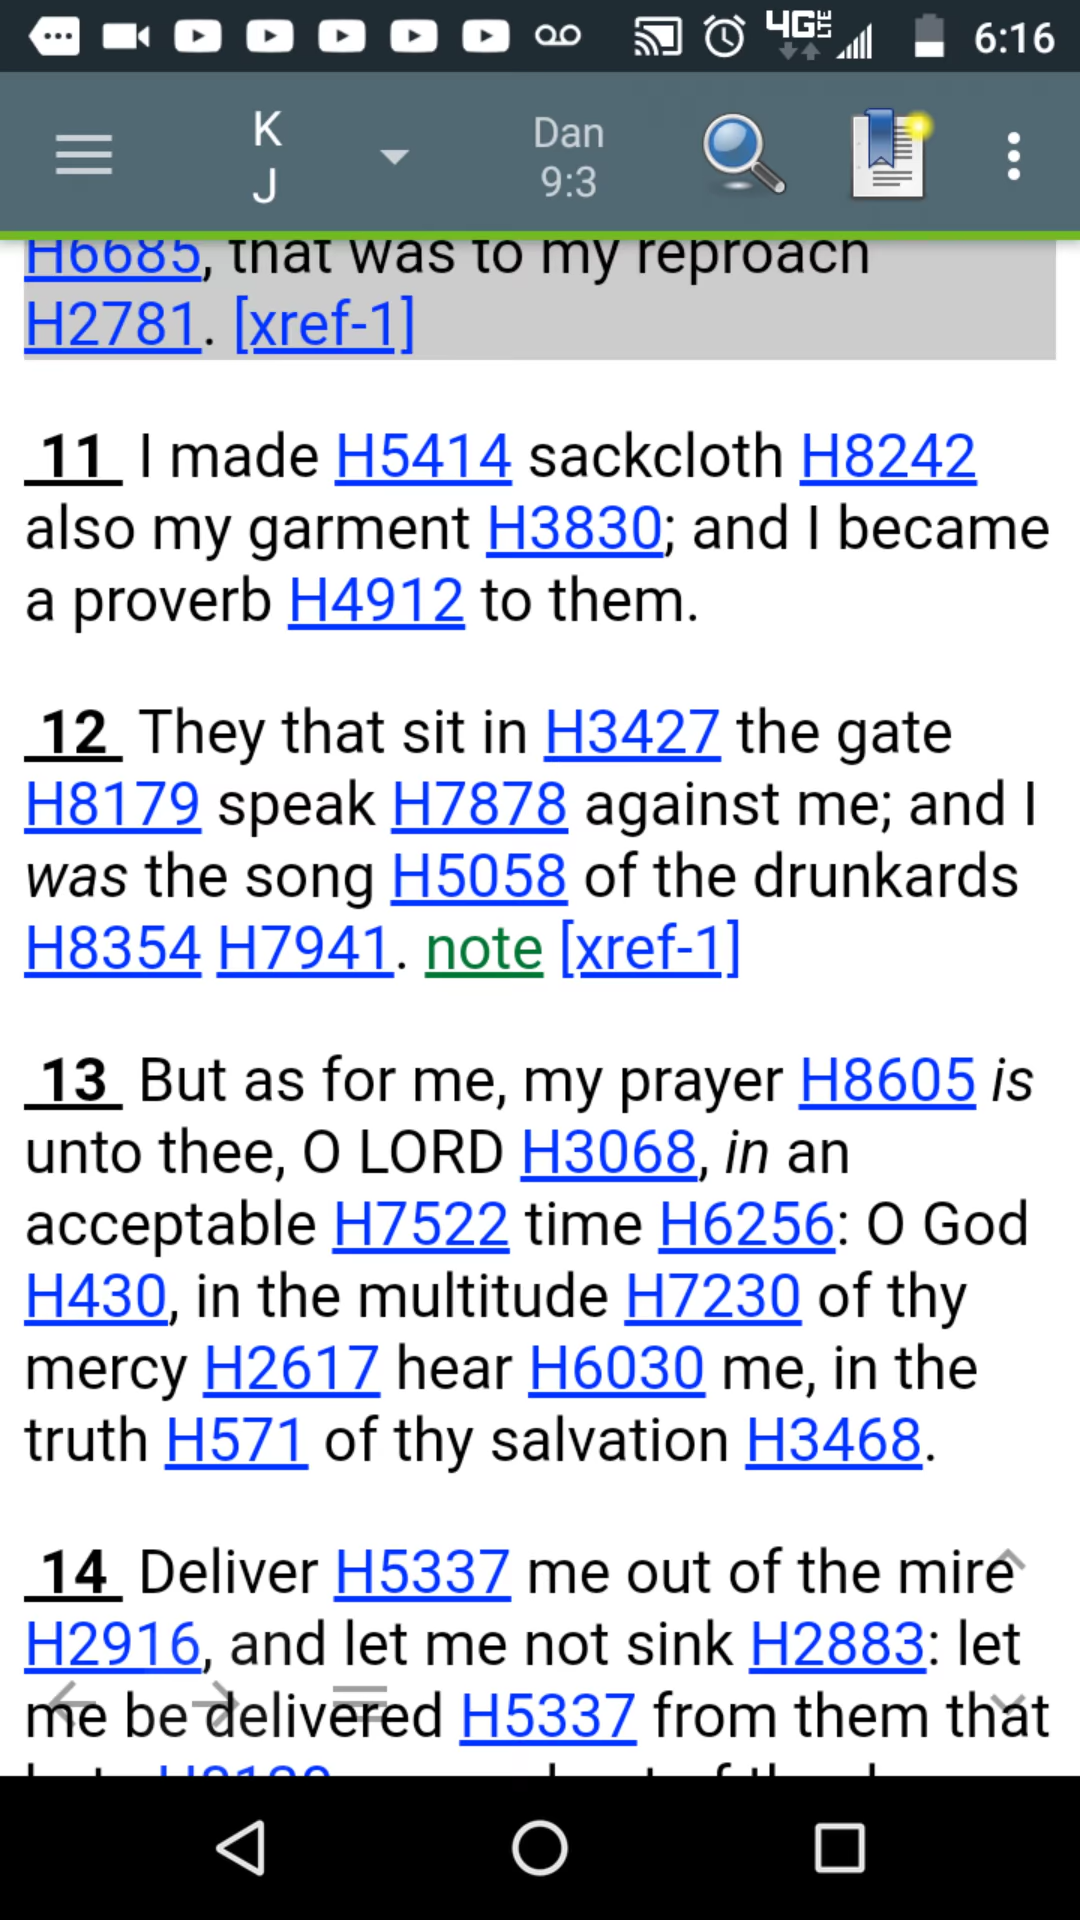 4G LTE 6:16
K
J
Dan
9:3
H6685, that was to my reproach
H2781. [xref-1]
11 I made H5414 sackcloth H8242
also my garment H3830; and I became
a proverb H4912 to them.
12 They that sit in H3427 the gate
H8179 speak H7878 against me; and I
was the song H5058 of the drunkards
H8354 H7941. note [xref-1]
13 But as for me, my prayer H8605 is
unto thee, O LORD H3068, in an
acceptable H7522 time H6256: O God
H430, in the multitude H7230 of thy
mercy H2617 hear H6030 me, in the
truth H571 of thy salvation H3468.
14 Deliver H5337 me out of the mire
H2916, and let me not sink H2883: let
me be delivered H5337 from them that